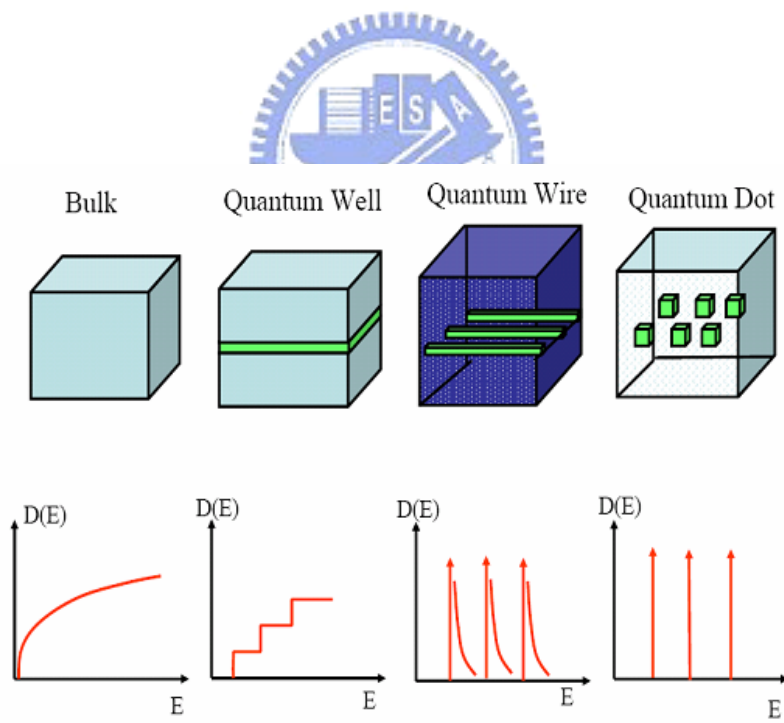 E S A
Bulk
Quantum Well
Quantum Wire
Quantum Dot
D(E)
D(E)
D(E)
D(E)
E
E
E
E